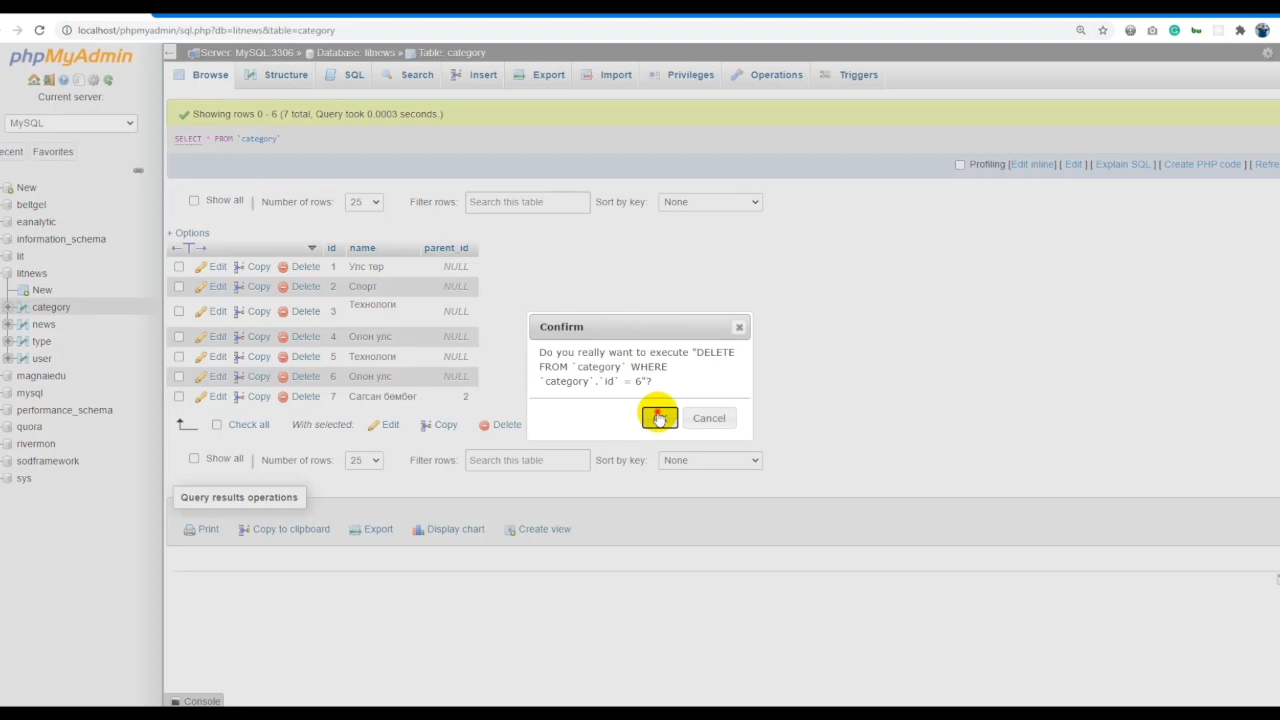 localhost/phpmyadmin/sql.php?db=litnews&table=category
phpMyAdmin
Current server:
MySQL
ecent Favorites
New
beltgel
eanalytic
information_schema
lit
litnews
New
category
news
type
user
magnaiedu
mysql
performance_schema
quora
rivermon
sodframework
sys
Server: MySQL:3306 » Database: litnews » Table: category
Browse Structure SQL Search Insert Export Import Privileges Operations Triggers
Showing rows 0 - 6 (7 total, Query took 0.0003 seconds.)
SELECT * FROM `category`
Profiling [Edit inline] [ Edit ] [ Explain SQL ] [ Create PHP code ] [ Refre
Show all | Number of rows: 25 Filter rows: Search this table Sort by key: None
+ Options
←T→ id name parent_id
Edit Copy Delete 1 Улс төр NULL
Edit Copy Delete 2 Спорт NULL
Edit Copy Delete 3 Технологи NULL
Edit Copy Delete 4 Олон улс NULL
Edit Copy Delete 5 Технологи NULL
Edit Copy Delete 6 Олон улс NULL
Edit Copy Delete 7 Сагсан бөмбөг 2
Check all With selected: Edit Copy Delete
Show all | Number of rows: 25 Filter rows: Search this table Sort by key: None
Query results operations
Print Copy to clipboard Export Display chart Create view
Console
Confirm
Do you really want to execute "DELETE
FROM `category` WHERE
`category`.`id` = 6"?
Cancel